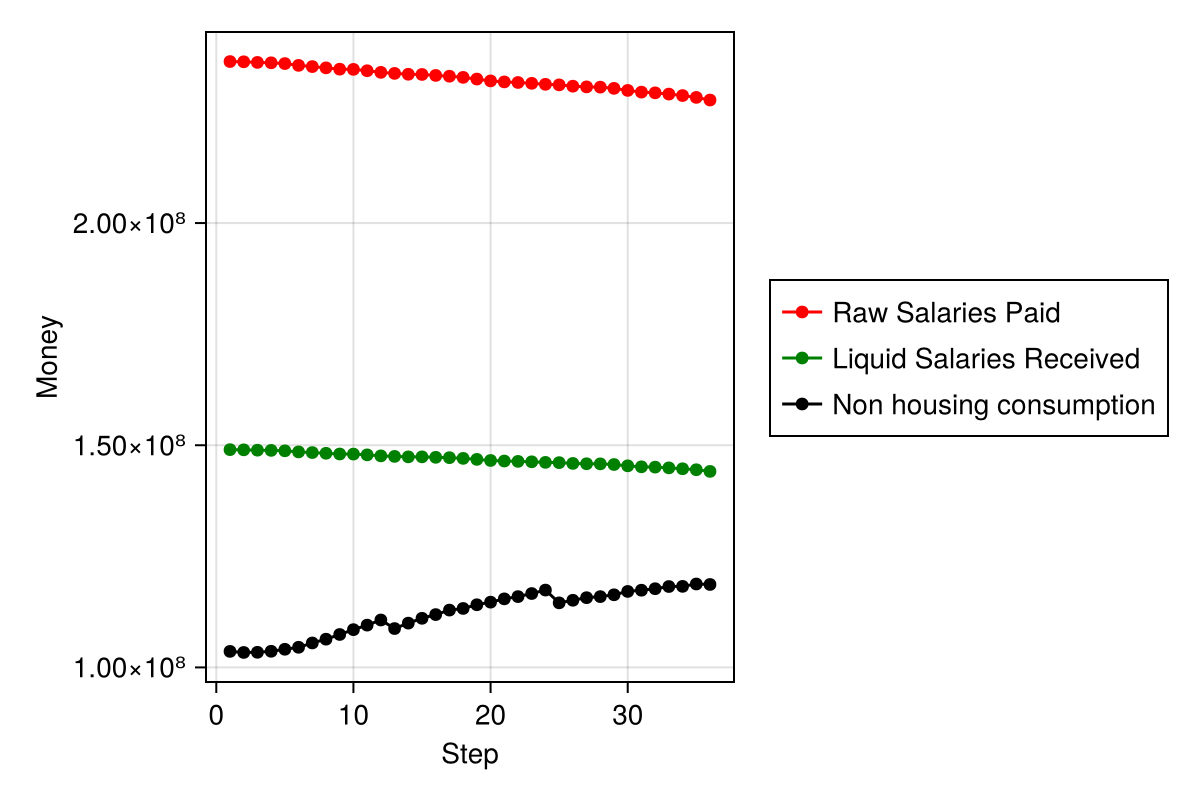 2.00×10⁸
1.50×10⁸
1.00×10⁸
Money
0 10 20 30
Step
Raw Salaries Paid
Liquid Salaries Received
Non housing consumption